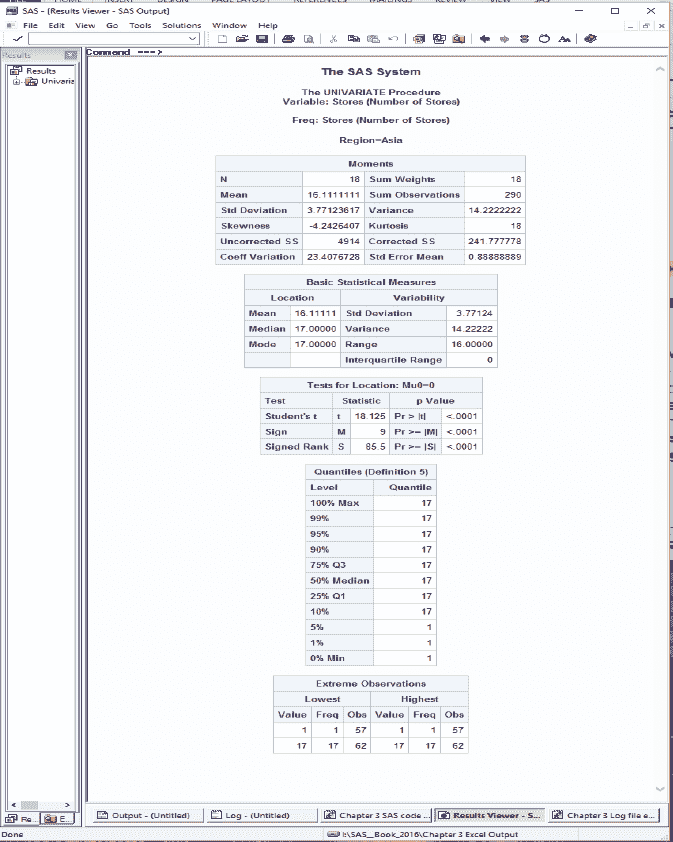 SAS - [Results Viewer - SAS Output]
File Edit View Go Tools Solutions Window Help
Results
Command --->
Results
Univaria
The SAS System
The UNIVARIATE Procedure
Variable: Stores (Number of Stores)
Freq: Stores (Number of Stores)
Region=Asia
Moments
N 18 Sum Weights 18
Mean 16.1111111 Sum Observations 290
Std Deviation 3.77123617 Variance 14.2222222
Skewness -4.2426407 Kurtosis 18
Uncorrected SS 4914 Corrected SS 241.777778
Coeff Variation 23.4076728 Std Error Mean 0.88888889
Basic Statistical Measures
Location Variability
Mean 16.11111 Std Deviation 3.77124
Median 17.00000 Variance 14.22222
Mode 17.00000 Range 16.00000
Interquartile Range 0
Tests for Location: Mu0=0
Test Statistic p Value
Student's t t 18.125 Pr > |t| <.0001
Sign M 9 Pr >= |M| <.0001
Signed Rank S 85.5 Pr >= |S| <.0001
Quantiles (Definition 5)
Level Quantile
100% Max 17
99% 17
95% 17
90% 17
75% Q3 17
50% Median 17
25% Q1 17
10% 17
5% 1
1% 1
0% Min 1
Extreme Observations
Lowest Highest
Value Freq Obs Value Freq Obs
1 1 57 1 1 57
17 17 62 17 17 62
Re... E... Output - (Untitled) Log - (Untitled) Chapter 3 SAS code ... Results Viewer - S... Chapter 3 Log file e...
Done I:\SAS_Book_2016\Chapter 3 Excel Output